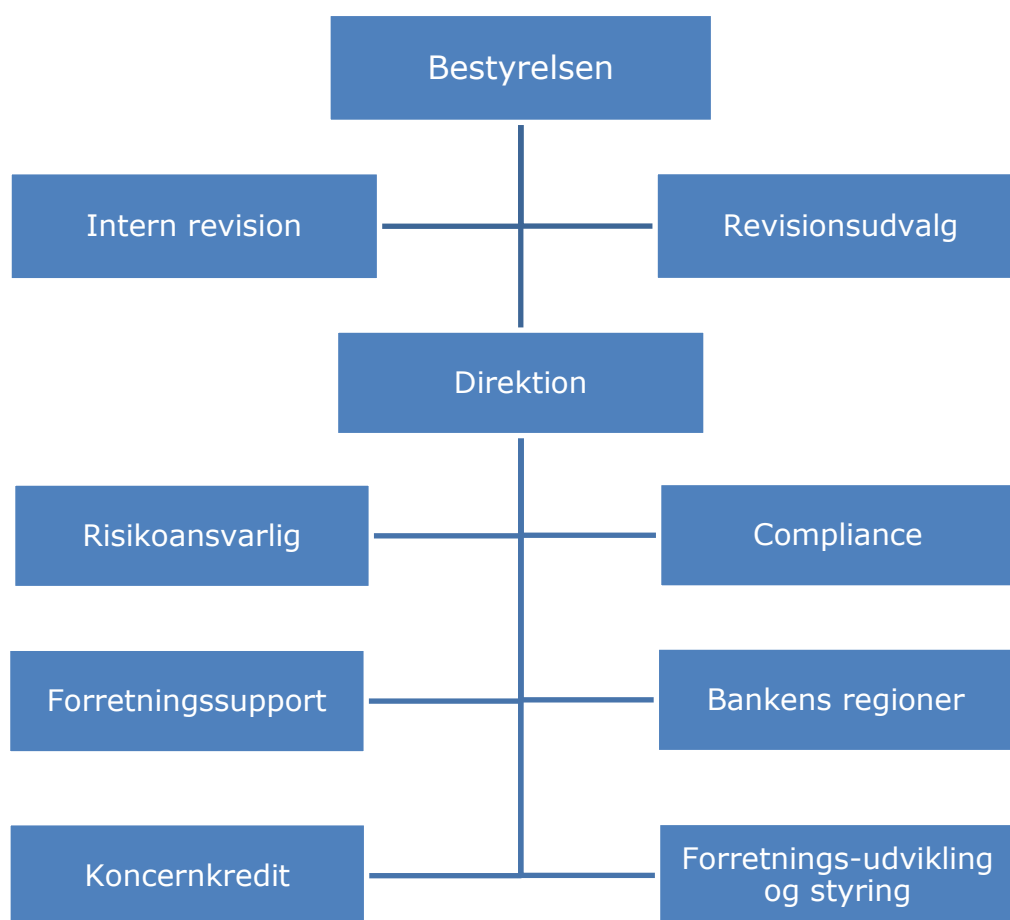 Bestyrelsen
Intern revision
Revisionsudvalg
Direktion
Risikoansvarlig
Compliance
Forretningssupport
Bankens regioner
Koncernkredit
Forretnings-udvikling
og styring